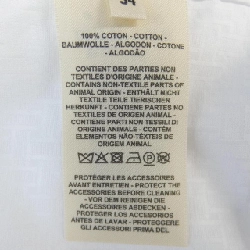 34
100% COTON - COTTON -
BAUMWOLLE - ALGODÓN - COTONE
- ALGODÃO
CONTIENT DES PARTIES NON
TEXTILES D'ORIGINE ANIMALE -
CONTAINS NON-TEXTILE PARTS OF
ANIMAL ORIGIN - ENTHÄLT NICHT
TEXTILE TEILE TIERISCHEN
HERKUNFT - CONTIENE PARTES NO
TEXTILES DE ORIGEN ANIMAL -
CONTIENE PARTI NON TESSILI DI
ORIGINE ANIMALE - CONTÉM
ELEMENTOS NÃO-TÊXTEIS DE
ORIGEM ANIMAL
PROTÉGER LES ACCESSOIRES
AVANT ENTRETIEN - PROTECT THE
ACCESSORIES BEFORE CLEANING
- VOR DEM REINIGEN DIE
ACCESSOIRES ABDECKEN -
PROTEGER LOS ACCESORIOS
ANTES DE LAVAR - PROTEGGERE
GLI ACCESSORI PRIMA DEL